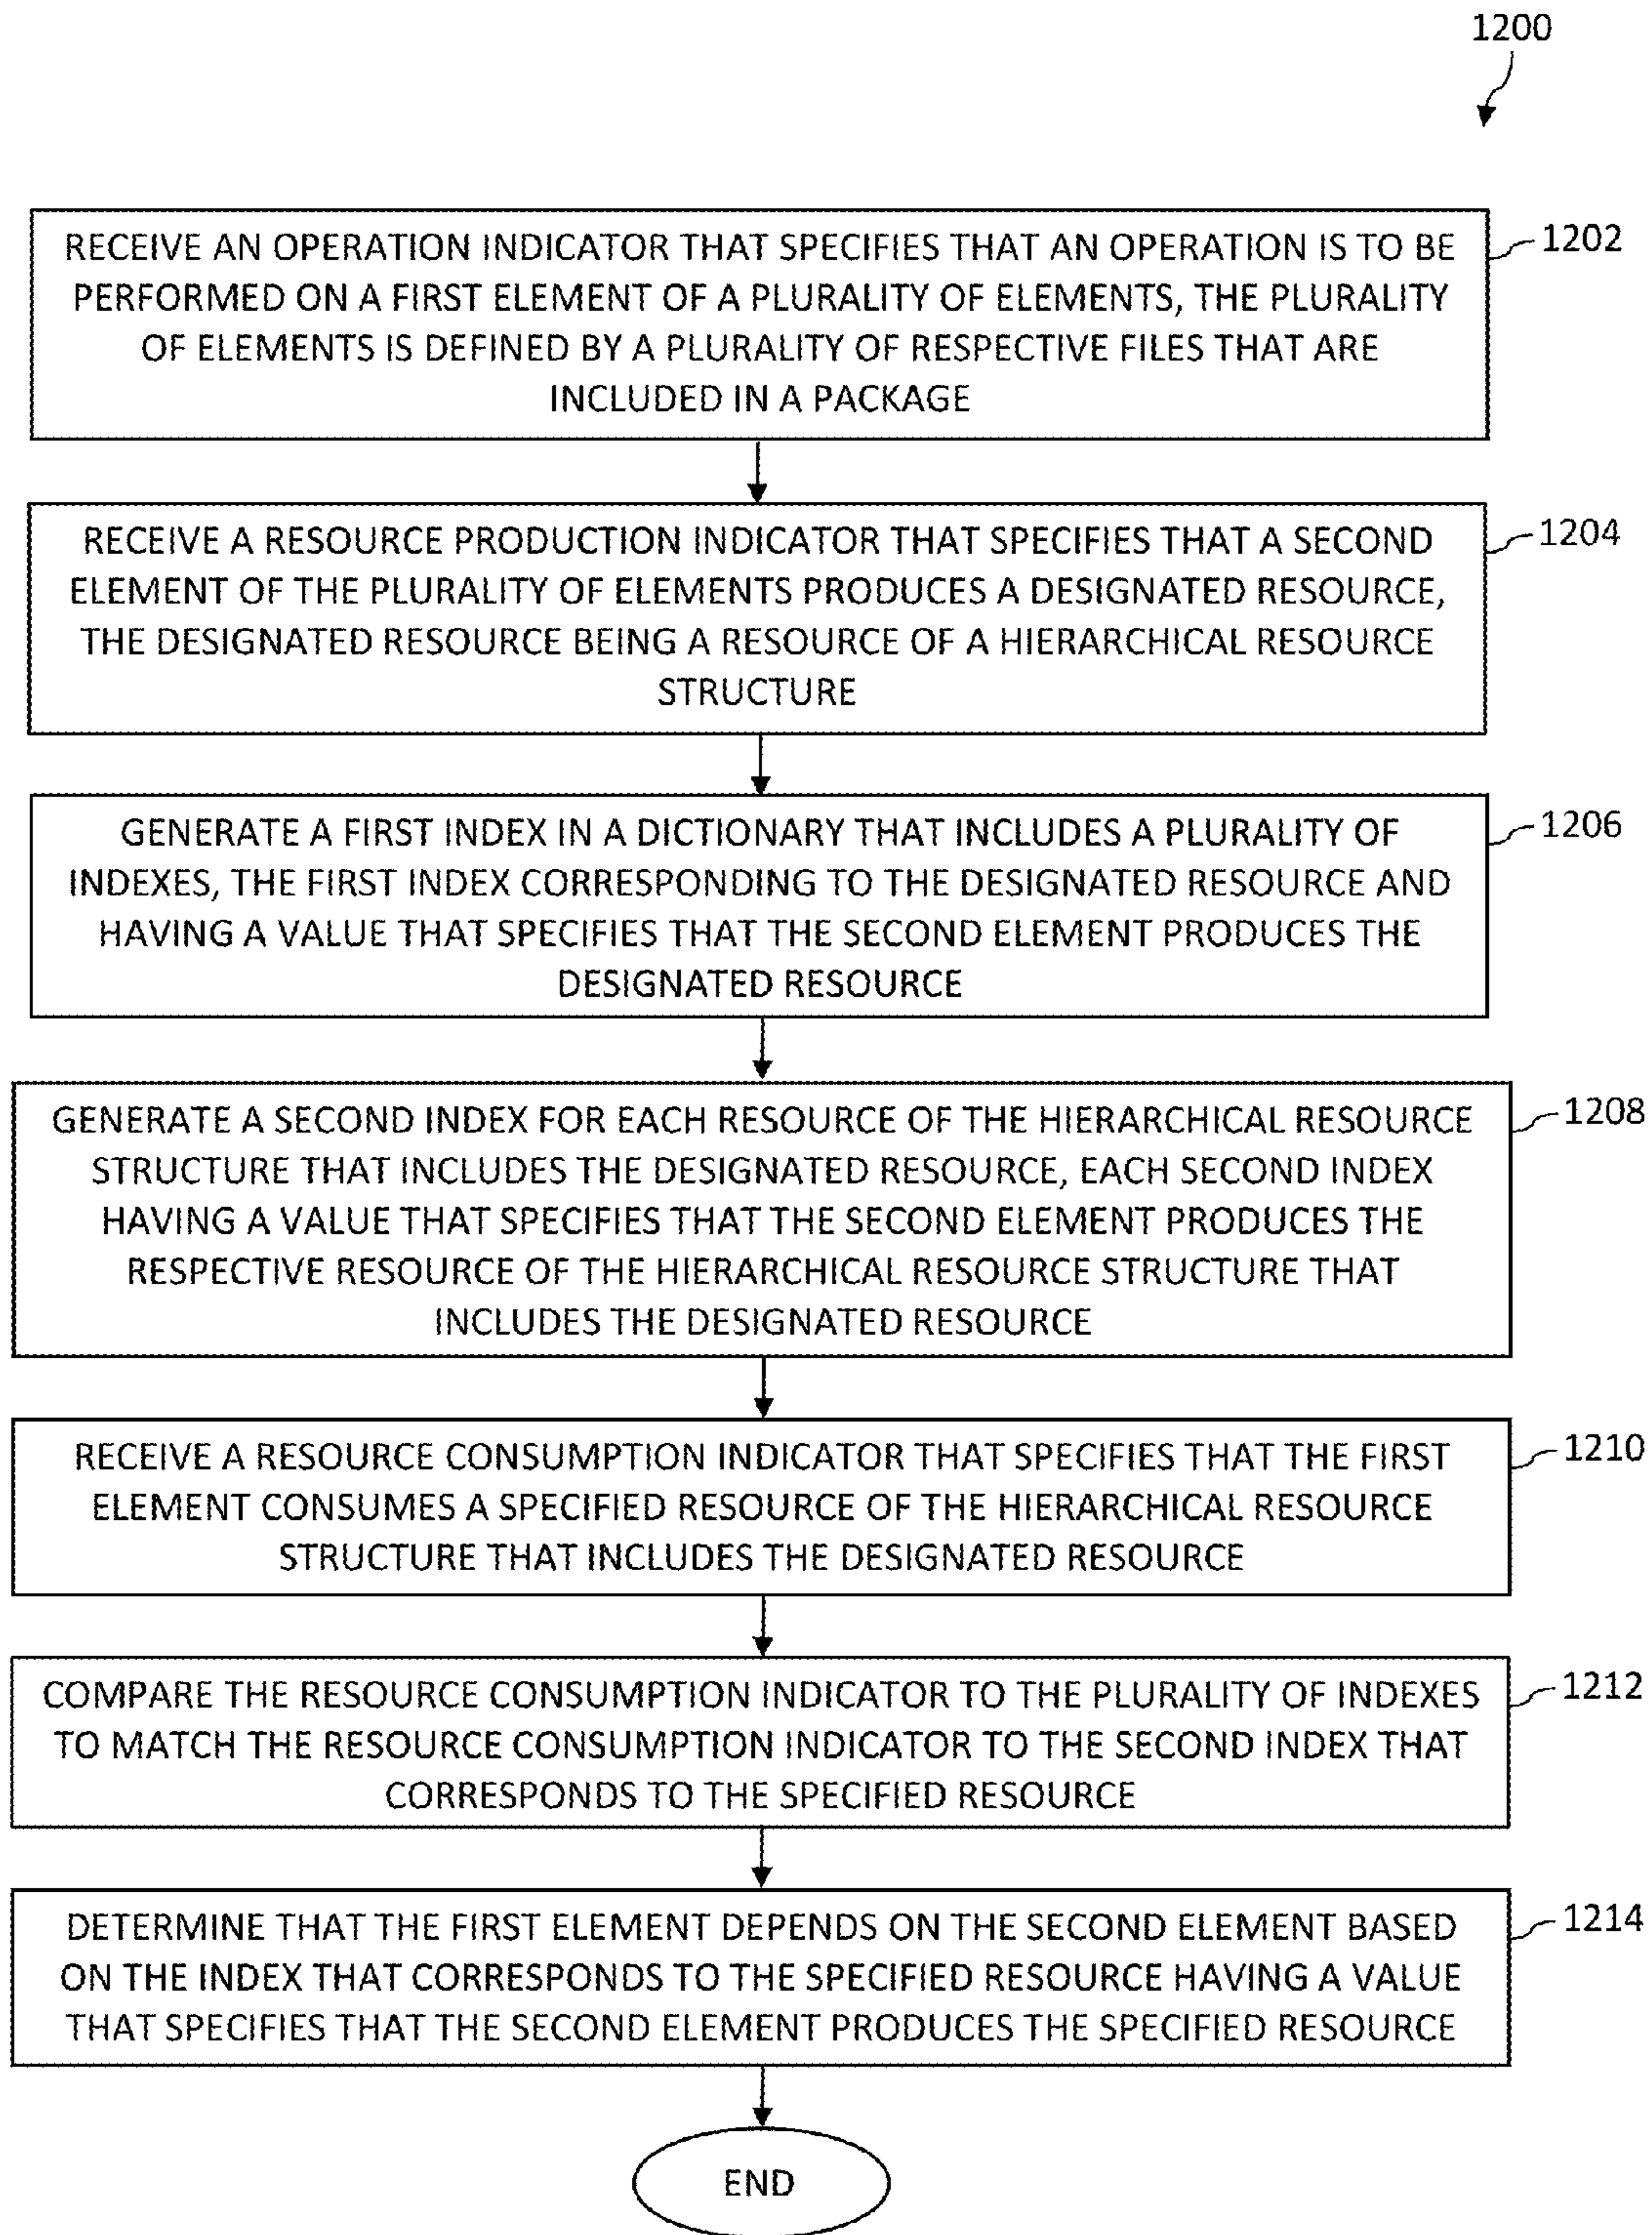 1200
RECEIVE AN OPERATION INDICATOR THAT SPECIFIES THAT AN OPERATION IS TO BE
PERFORMED ON A FIRST ELEMENT OF A PLURALITY OF ELEMENTS, THE PLURALITY
OF ELEMENTS IS DEFINED BY A PLURALITY OF RESPECTIVE FILES THAT ARE
INCLUDED IN A PACKAGE
1202
RECEIVE A RESOURCE PRODUCTION INDICATOR THAT SPECIFIES THAT A SECOND
ELEMENT OF THE PLURALITY OF ELEMENTS PRODUCES A DESIGNATED RESOURCE,
THE DESIGNATED RESOURCE BEING A RESOURCE OF A HIERARCHICAL RESOURCE
STRUCTURE
1204
GENERATE A FIRST INDEX IN A DICTIONARY THAT INCLUDES A PLURALITY OF
INDEXES, THE FIRST INDEX CORRESPONDING TO THE DESIGNATED RESOURCE AND
HAVING A VALUE THAT SPECIFIES THAT THE SECOND ELEMENT PRODUCES THE
DESIGNATED RESOURCE
1206
GENERATE A SECOND INDEX FOR EACH RESOURCE OF THE HIERARCHICAL RESOURCE
STRUCTURE THAT INCLUDES THE DESIGNATED RESOURCE, EACH SECOND INDEX
HAVING A VALUE THAT SPECIFIES THAT THE SECOND ELEMENT PRODUCES THE
RESPECTIVE RESOURCE OF THE HIERARCHICAL RESOURCE STRUCTURE THAT
INCLUDES THE DESIGNATED RESOURCE
1208
RECEIVE A RESOURCE CONSUMPTION INDICATOR THAT SPECIFIES THAT THE FIRST
ELEMENT CONSUMES A SPECIFIED RESOURCE OF THE HIERARCHICAL RESOURCE
STRUCTURE THAT INCLUDES THE DESIGNATED RESOURCE
1210
COMPARE THE RESOURCE CONSUMPTION INDICATOR TO THE PLURALITY OF INDEXES
TO MATCH THE RESOURCE CONSUMPTION INDICATOR TO THE SECOND INDEX THAT
CORRESPONDS TO THE SPECIFIED RESOURCE
1212
DETERMINE THAT THE FIRST ELEMENT DEPENDS ON THE SECOND ELEMENT BASED
ON THE INDEX THAT CORRESPONDS TO THE SPECIFIED RESOURCE HAVING A VALUE
THAT SPECIFIES THAT THE SECOND ELEMENT PRODUCES THE SPECIFIED RESOURCE
1214
END